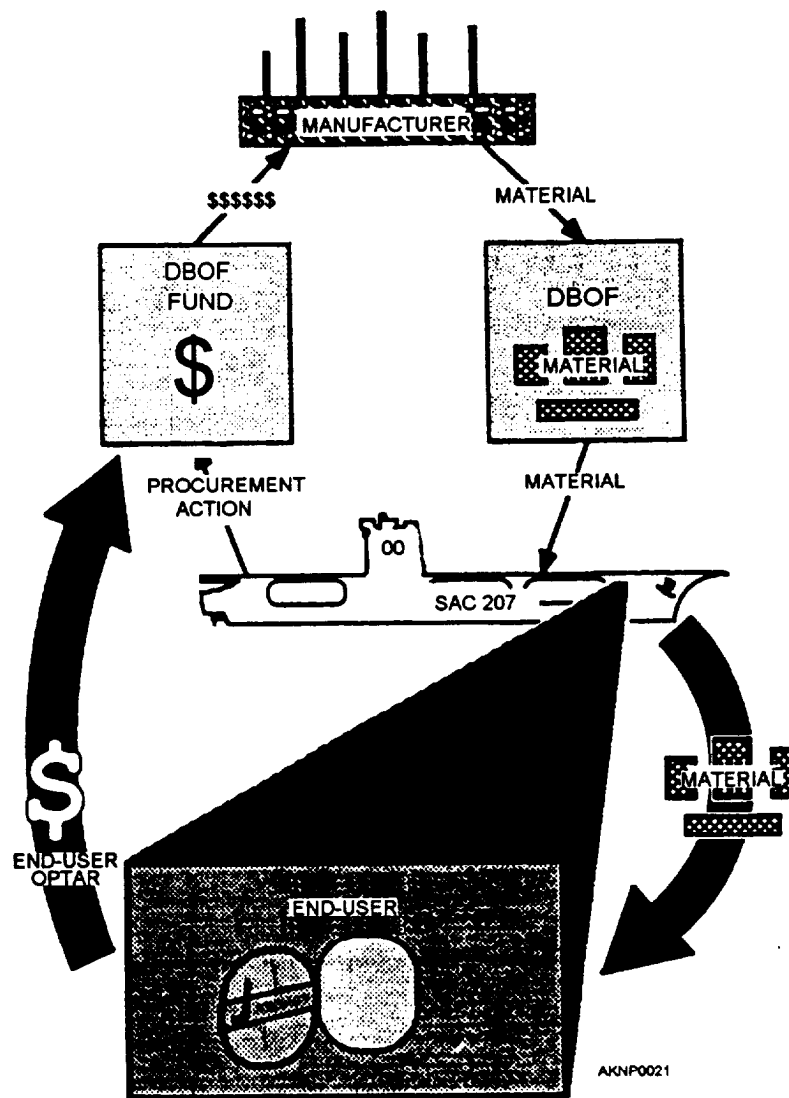 MANUFACTURER
$$$$$$
MATERIAL
DBOF
FUND
$
DBOF
MATERIAL
PROCUREMENT
ACTION
MATERIAL
00
SAC 207
$
END-USER
OPTAR
MATERIAL
END-USER
AKNP0021